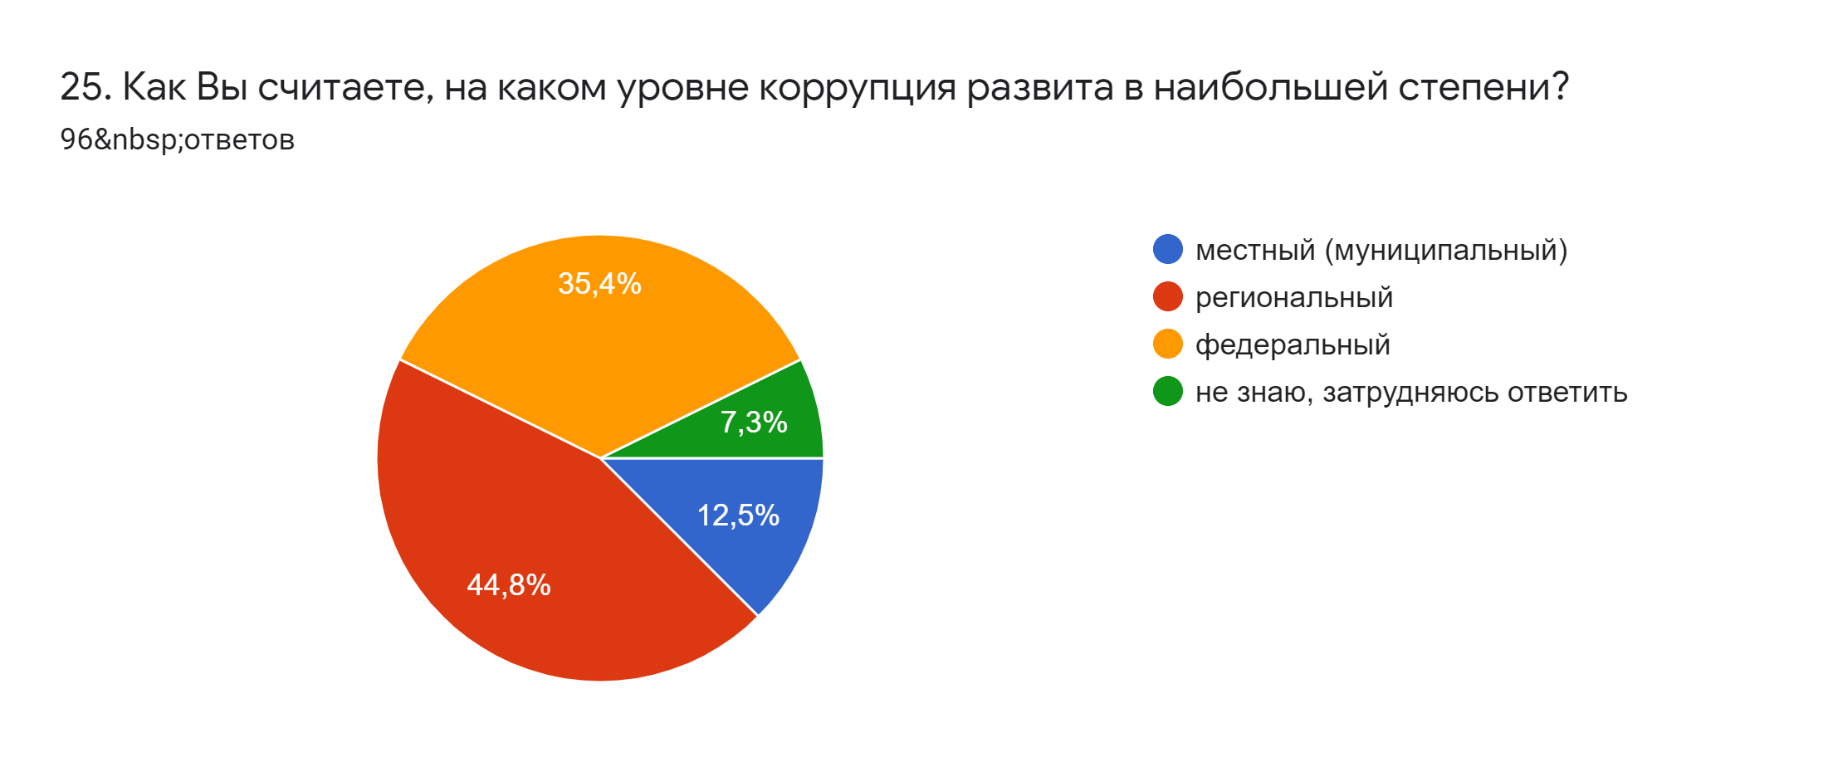 25. Как Вы считаете, на каком уровне коррупция развита в наибольшей степени?
96&nbsp;ответов
35,4%
7,3%
12,5%
44,8%
местный (муниципальный)
региональный
федеральный
не знаю, затрудняюсь ответить